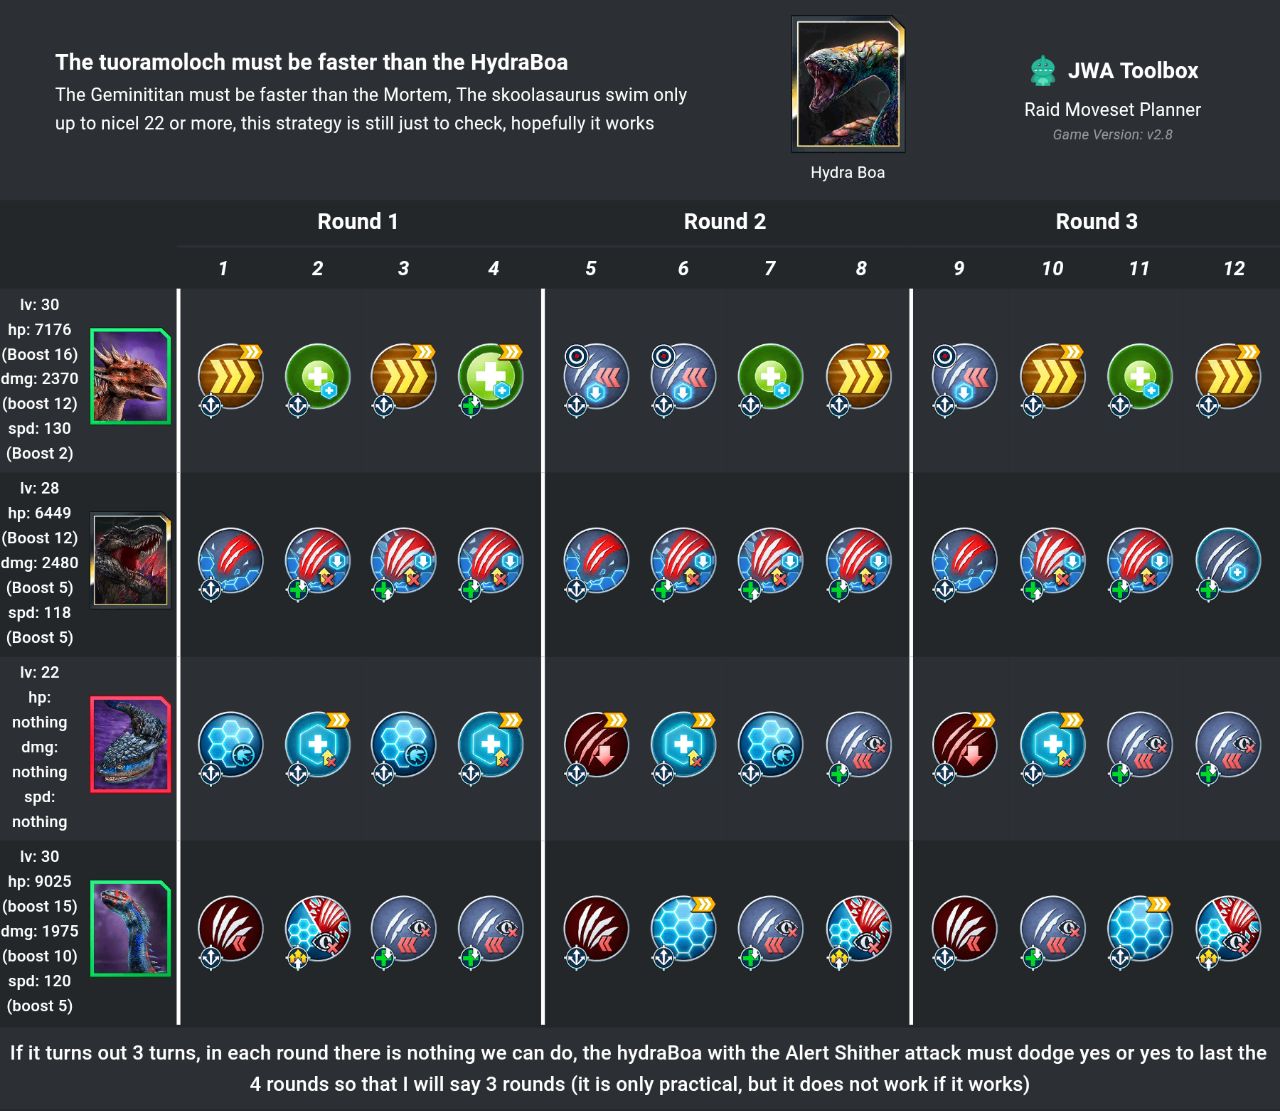 The tuoramoloch must be faster than the HydraBoa
The Geminititan must be faster than the Mortem, The skoolasaurus swim only
up to nicel 22 or more, this strategy is still just to check, hopefully it works
Hydra Boa
JWA Toolbox
Raid Moveset Planner
Game Version: v2.8
Round 1
Round 2
Round 3
1 2 3 4 5 6 7 8 9 10 11 12
lv: 30
hp: 7176
(Boost 16)
dmg: 2370
(boost 12)
spd: 130
(Boost 2)
lv: 28
hp: 6449
(Boost 12)
dmg: 2480
(Boost 5)
spd: 118
(Boost 5)
lv: 22
hp:
nothing
dmg:
nothing
spd:
nothing
lv: 30
hp: 9025
(boost 15)
dmg: 1975
(boost 10)
spd: 120
(boost 5)
If it turns out 3 turns, in each round there is nothing we can do, the hydraBoa with the Alert Shither attack must dodge yes or yes to last the
4 rounds so that I will say 3 rounds (it is only practical, but it does not work if it works)